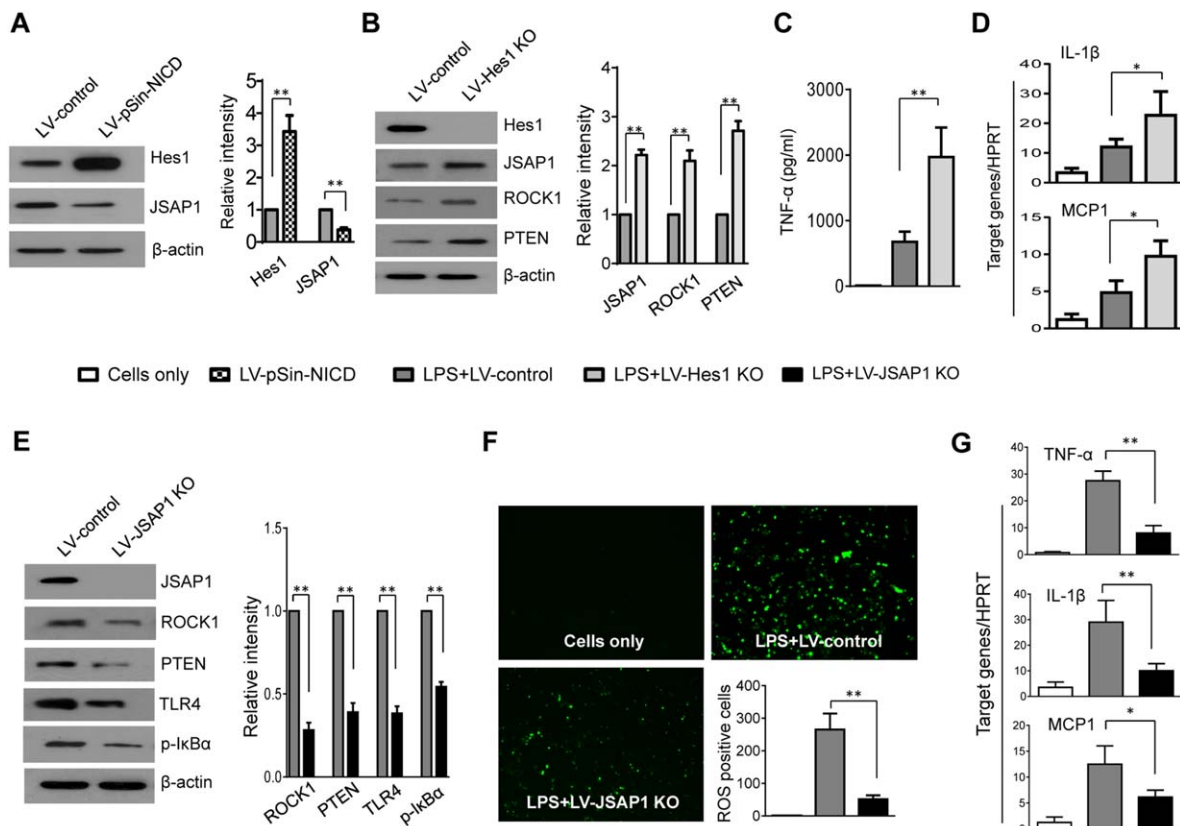 A
LV-control
LV-pSin-NICD
Hes1
JSAP1
β-actin
Relative intensity
5
4
3
2
1
0
**
**
Hes1
JSAP1
B
LV-control
LV-Hes1 KO
Hes1
JSAP1
ROCK1
PTEN
β-actin
Relative intensity
4
2
1
0
**
**
**
JSAP1
ROCK1
PTEN
C
TNF-α (pg/ml)
3000
2000
1000
0
**
D
Target genes/HPRT
IL-1β
40
30
20
10
0
*
MCP1
15
10
5
0
*
Cells only
LV-pSin-NICD
LPS+LV-control
LPS+LV-Hes1 KO
LPS+LV-JSAP1 KO
E
LV-control
LV-JSAP1 KO
JSAP1
ROCK1
PTEN
TLR4
p-IκBα
β-actin
Relative intensity
1.5
1.0
0.5
0.0
**
**
**
**
ROCK1
PTEN
TLR4
p-IκBα
F
Cells only
LPS+LV-control
LPS+LV-JSAP1 KO
ROS positive cells
400
300
200
100
0
**
G
Target genes/HPRT
TNF-α
40
30
20
10
0
**
IL-1β
40
30
20
10
0
**
MCP1
20
15
10
5
0
*